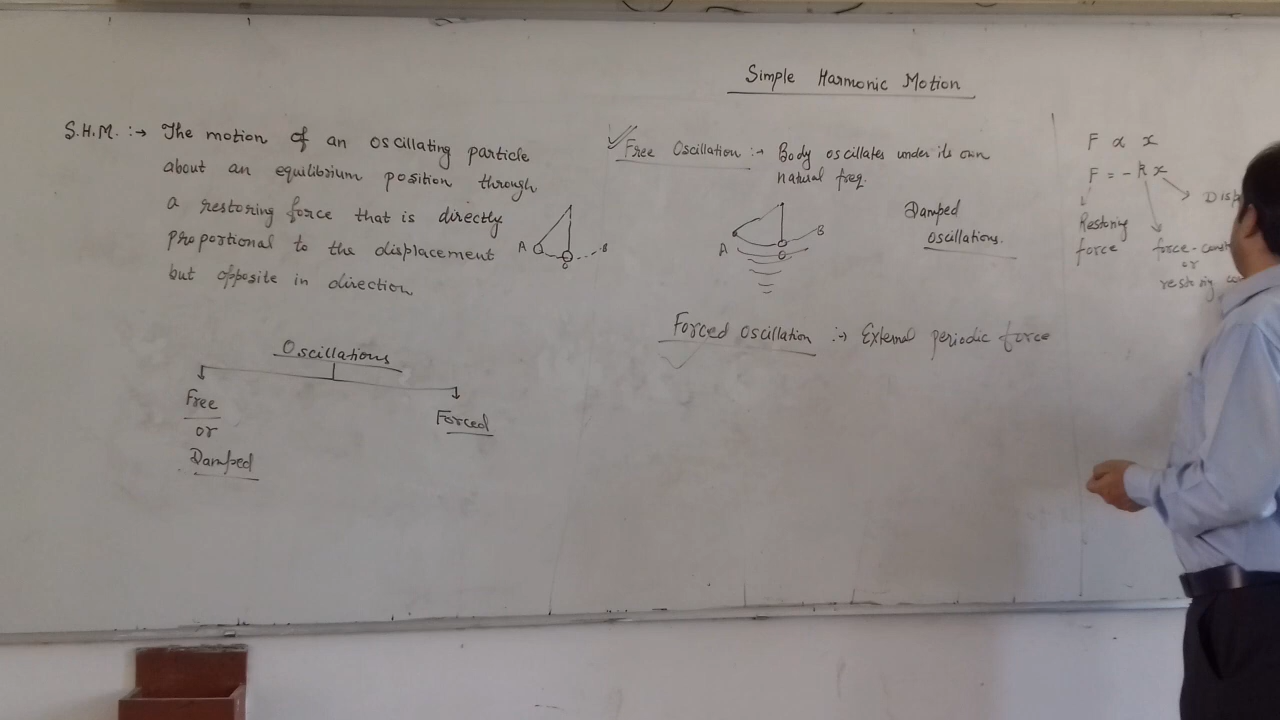 Simple Harmonic Motion
S.H.M. :→ The motion of an oscillating particle
about an equilibrium position through
a restoring force that is directly
proportional to the displacement
but opposite in direction.
A
O
B
Oscillations
Free
or
Damped
Forced
Free Oscillation :→ Body oscillates under its own
natural freq.
A
O
B
Damped
oscillations.
Forced oscillation :→ External periodic force
F α x
F = - k x
Restoring
force
Disp
force-const
or
restoring